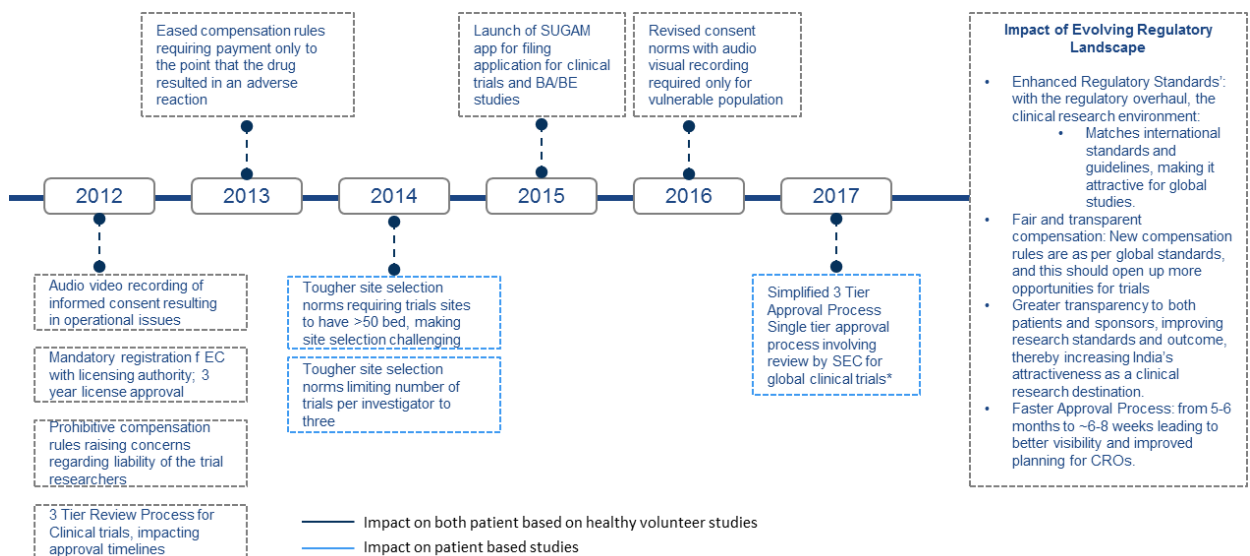 Eased compensation rules
requiring payment only to
the point that the drug
resulted in an adverse
reaction
Launch of SUGAM
app for filing
application for clinical
trials and BA/BE
studies
Revised consent
norms with audio
visual recording
required only for
vulnerable population
2012
2013
2014
2015
2016
2017
Audio video recording of
informed consent resulting
in operational issues
Mandatory registration f EC
with licensing authority; 3
year license approval
Prohibitive compensation
rules raising concerns
regarding liability of the trial
researchers
3 Tier Review Process for
Clinical trials, impacting
approval timelines
Tougher site selection
norms requiring trials sites
to have >50 bed, making
site selection challenging
Tougher site selection
norms limiting number of
trials per investigator to
three
Simplified 3 Tier
Approval Process
Single tier approval
process involving
review by SEC for
global clinical trials*
Impact of Evolving Regulatory
Landscape
• Enhanced Regulatory Standards':
with the regulatory overhaul, the
clinical research environment:
• Matches international
standards and
guidelines, making it
attractive for global
studies.
• Fair and transparent
compensation: New compensation
rules are as per global standards,
and this should open up more
opportunities for trials
• Greater transparency to both
patients and sponsors, improving
research standards and outcome,
thereby increasing India's
attractiveness as a clinical
research destination.
• Faster Approval Process: from 5-6
months to ~6-8 weeks leading to
better visibility and improved
planning for CROs.
Impact on both patient based on healthy volunteer studies
Impact on patient based studies